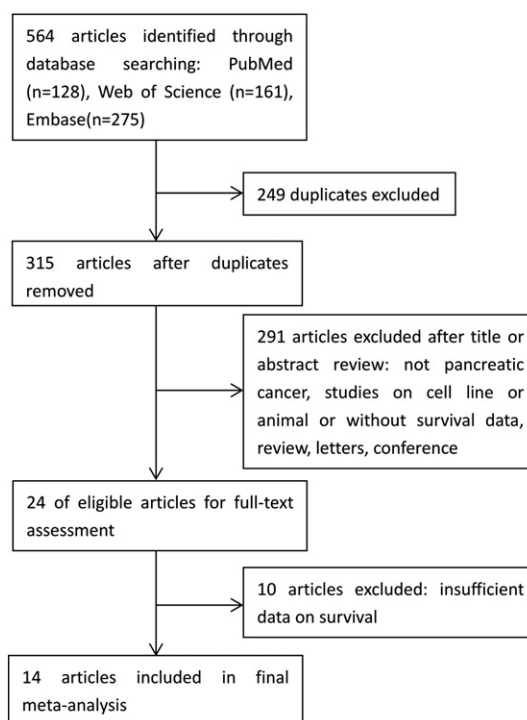 564 articles identified through
database searching: PubMed
(n=128), Web of Science (n=161),
Embase(n=275)
249 duplicates excluded
315 articles after duplicates
removed
291 articles excluded after title or
abstract review: not pancreatic
cancer, studies on cell line or
animal or without survival data,
review, letters, conference
24 of eligible articles for full-text
assessment
10 articles excluded: insufficient
data on survival
14 articles included in final
meta-analysis